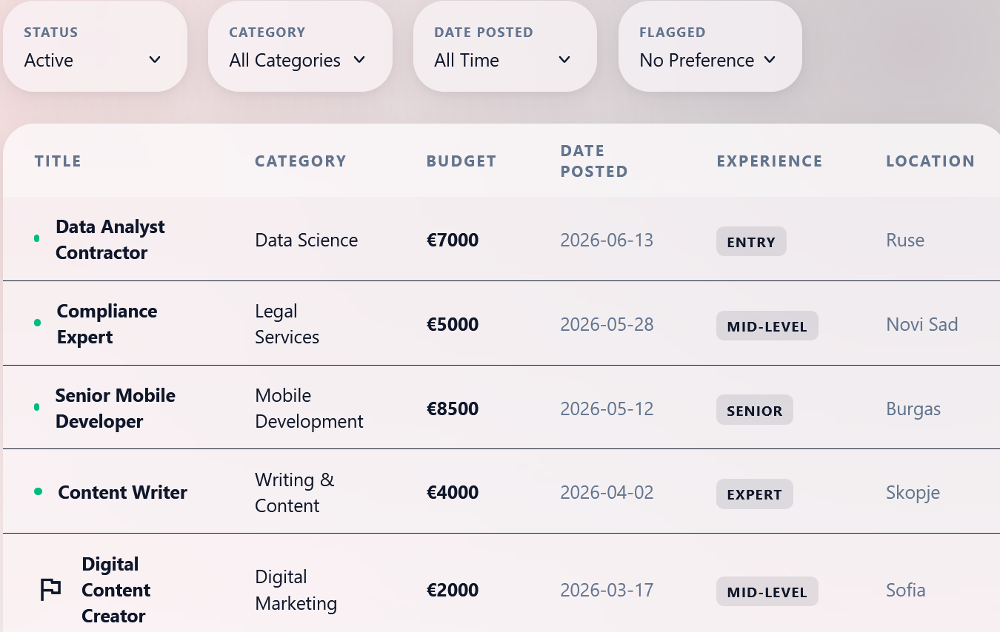 STATUS
Active
CATEGORY
All Categories
DATE POSTED
All Time
FLAGGED
No Preference
TITLE
CATEGORY
BUDGET
DATE
POSTED
EXPERIENCE
LOCATION
Data Analyst
Contractor
Data Science
€7000
2026-06-13
ENTRY
Ruse
Compliance
Expert
Legal
Services
€5000
2026-05-28
MID-LEVEL
Novi Sad
Senior Mobile
Developer
Mobile
Development
€8500
2026-05-12
SENIOR
Burgas
Content Writer
Writing &
Content
€4000
2026-04-02
EXPERT
Skopje
Digital
Content
Creator
Digital
Marketing
€2000
2026-03-17
MID-LEVEL
Sofia